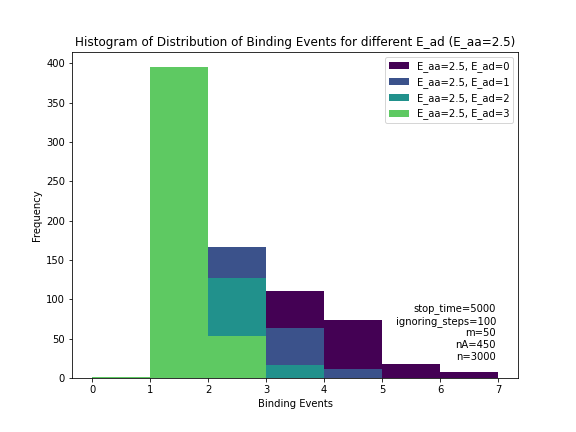 Histogram of Distribution of Binding Events for different E_ad (E_aa=2.5)
E_aa=2.5, E_ad=0
E_aa=2.5, E_ad=1
E_aa=2.5, E_ad=2
E_aa=2.5, E_ad=3
400
350
300
250
200
150
100
50
0
Frequency
stop_time=5000
ignoring_steps=100
m=50
nA=450
n=3000
0 1 2 3 4 5 6 7
Binding Events